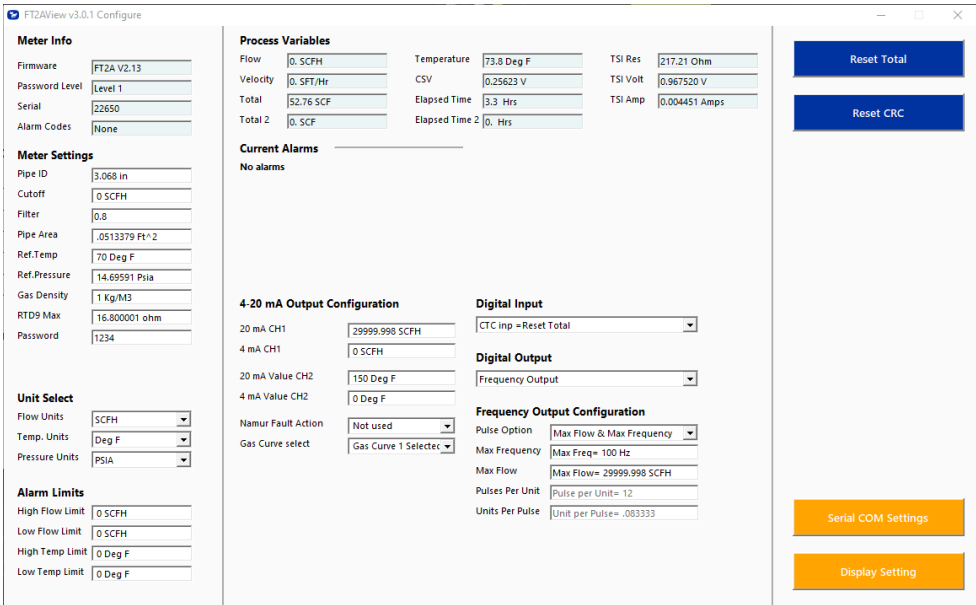 FT2AView v3.0.1 Configure
Meter Info
Firmware FT2A V2.13
Password Level Level 1
Serial 22650
Alarm Codes None
Meter Settings
Pipe ID 3.068 in
Cutoff 0 SCFH
Filter 0.8
Pipe Area .0513379 Ft^2
Ref.Temp 70 Deg F
Ref.Pressure 14.69591 Psia
Gas Density 1 Kg/M3
RTD9 Max 16.800001 ohm
Password 1234
Unit Select
Flow Units SCFH
Temp. Units Deg F
Pressure Units PSIA
Alarm Limits
High Flow Limit 0 SCFH
Low Flow Limit 0 SCFH
High Temp Limit 0 Deg F
Low Temp Limit 0 Deg F
Process Variables
Flow 0. SCFH Temperature 73.8 Deg F TSI Res 217.21 Ohm
Velocity 0. SFT/Hr CSV 0.25623 V TSI Volt 0.967520 V
Total 52.76 SCF Elapsed Time 3.3 Hrs TSI Amp 0.004451 Amps
Total 2 0. SCF Elapsed Time 2 0. Hrs
Current Alarms
No alarms
4-20 mA Output Configuration
20 mA CH1 29999.998 SCFH
4 mA CH1 0 SCFH
20 mA Value CH2 150 Deg F
4 mA Value CH2 0 Deg F
Namur Fault Action Not used
Gas Curve select Gas Curve 1 Selected
Digital Input
CTC inp =Reset Total
Digital Output
Frequency Output
Frequency Output Configuration
Pulse Option Max Flow & Max Frequency
Max Frequency Max Freq= 100 Hz
Max Flow Max Flow= 29999.998 SCFH
Pulses Per Unit Pulse per Unit= 12
Units Per Pulse Unit per Pulse= .083333
Reset Total
Reset CRC
Serial COM Settings
Display Setting